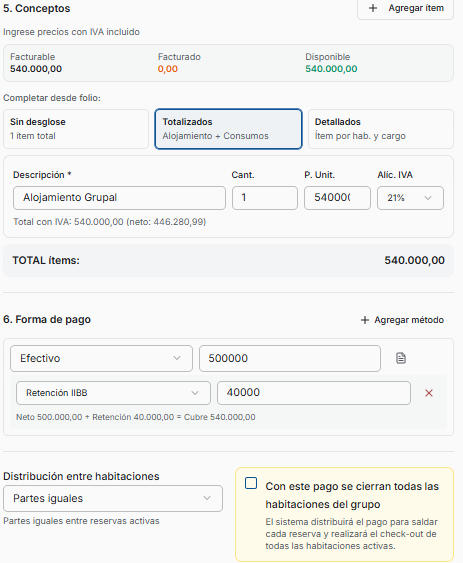 5. Conceptos
+ Agregar ítem
Ingrese precios con IVA incluido
Facturable
540.000,00
Facturado
0,00
Disponible
540.000,00
Completar desde folio:
Sin desglose
1 ítem total
Totalizados
Alojamiento + Consumos
Detallados
Ítem por hab. y cargo
Descripción *
Cant.
P. Unit.
Alíc. IVA
Alojamiento Grupal
1
54000
21%
Total con IVA: 540.000,00 (neto: 446.280,99)
TOTAL ítems:
540.000,00
6. Forma de pago
+ Agregar método
Efectivo
500000
Retención IIBB
40000
Neto 500.000,00 + Retención 40.000,00 = Cubre 540.000,00
Distribución entre habitaciones
Partes iguales
Partes iguales entre reservas activas
Con este pago se cierran todas las
habitaciones del grupo
El sistema distribuirá el pago para saldar
cada reserva y realizará el check-out de
todas las habitaciones activas.